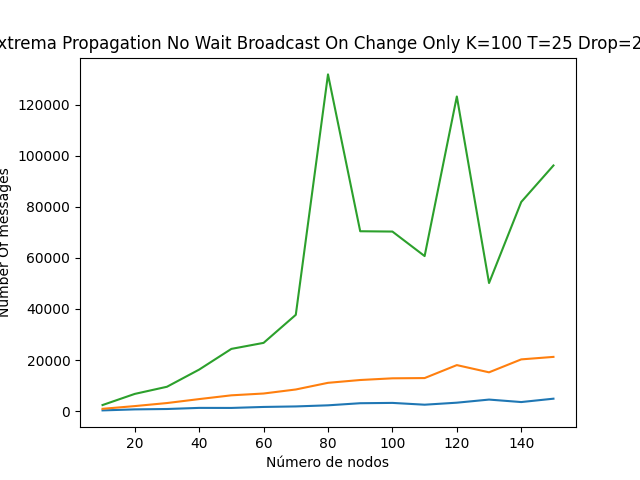 xtrema Propagation No Wait Broadcast On Change Only K=100 T=25 Drop=2
Number Of messages
120000
100000
80000
60000
40000
20000
0
20 40 60 80 100 120 140
Número de nodos